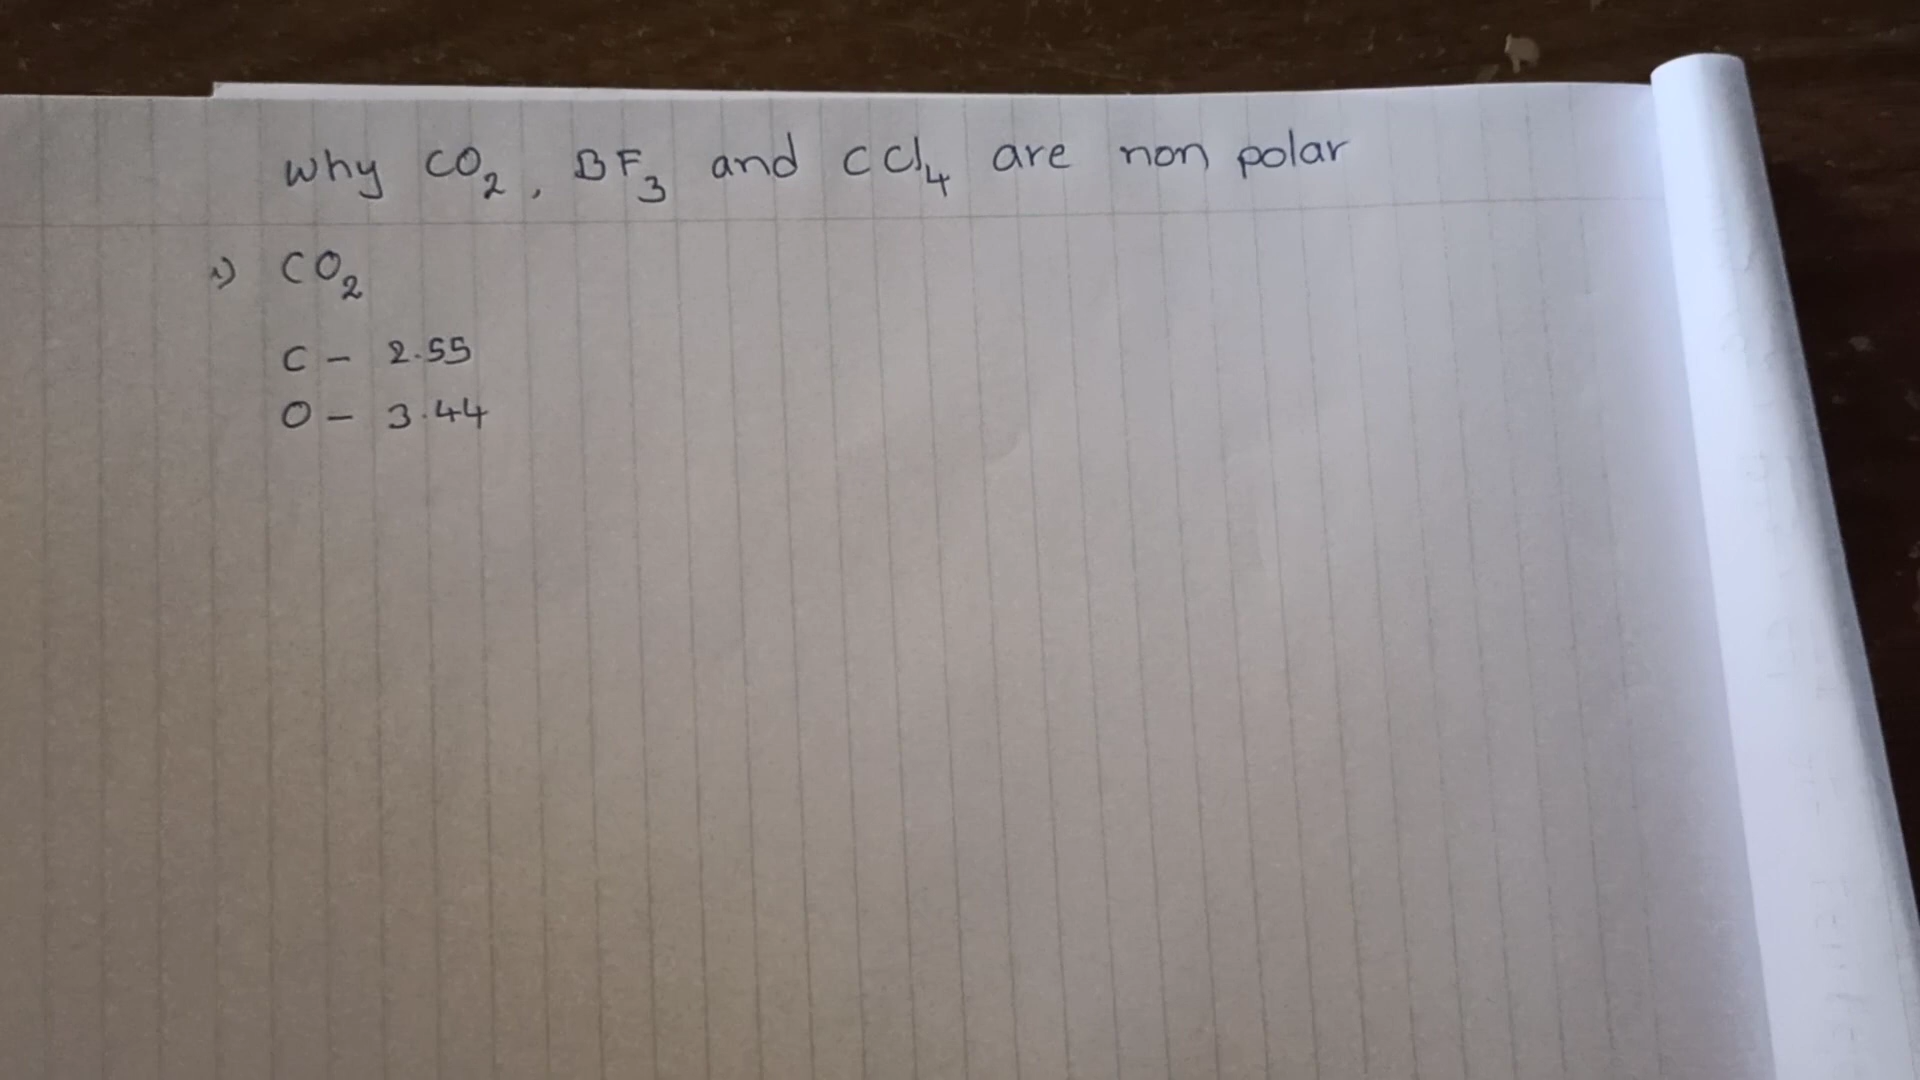 why CO₂, BF₃ and CCl₄ are non polar
1) CO₂
C - 2.55
O - 3.44